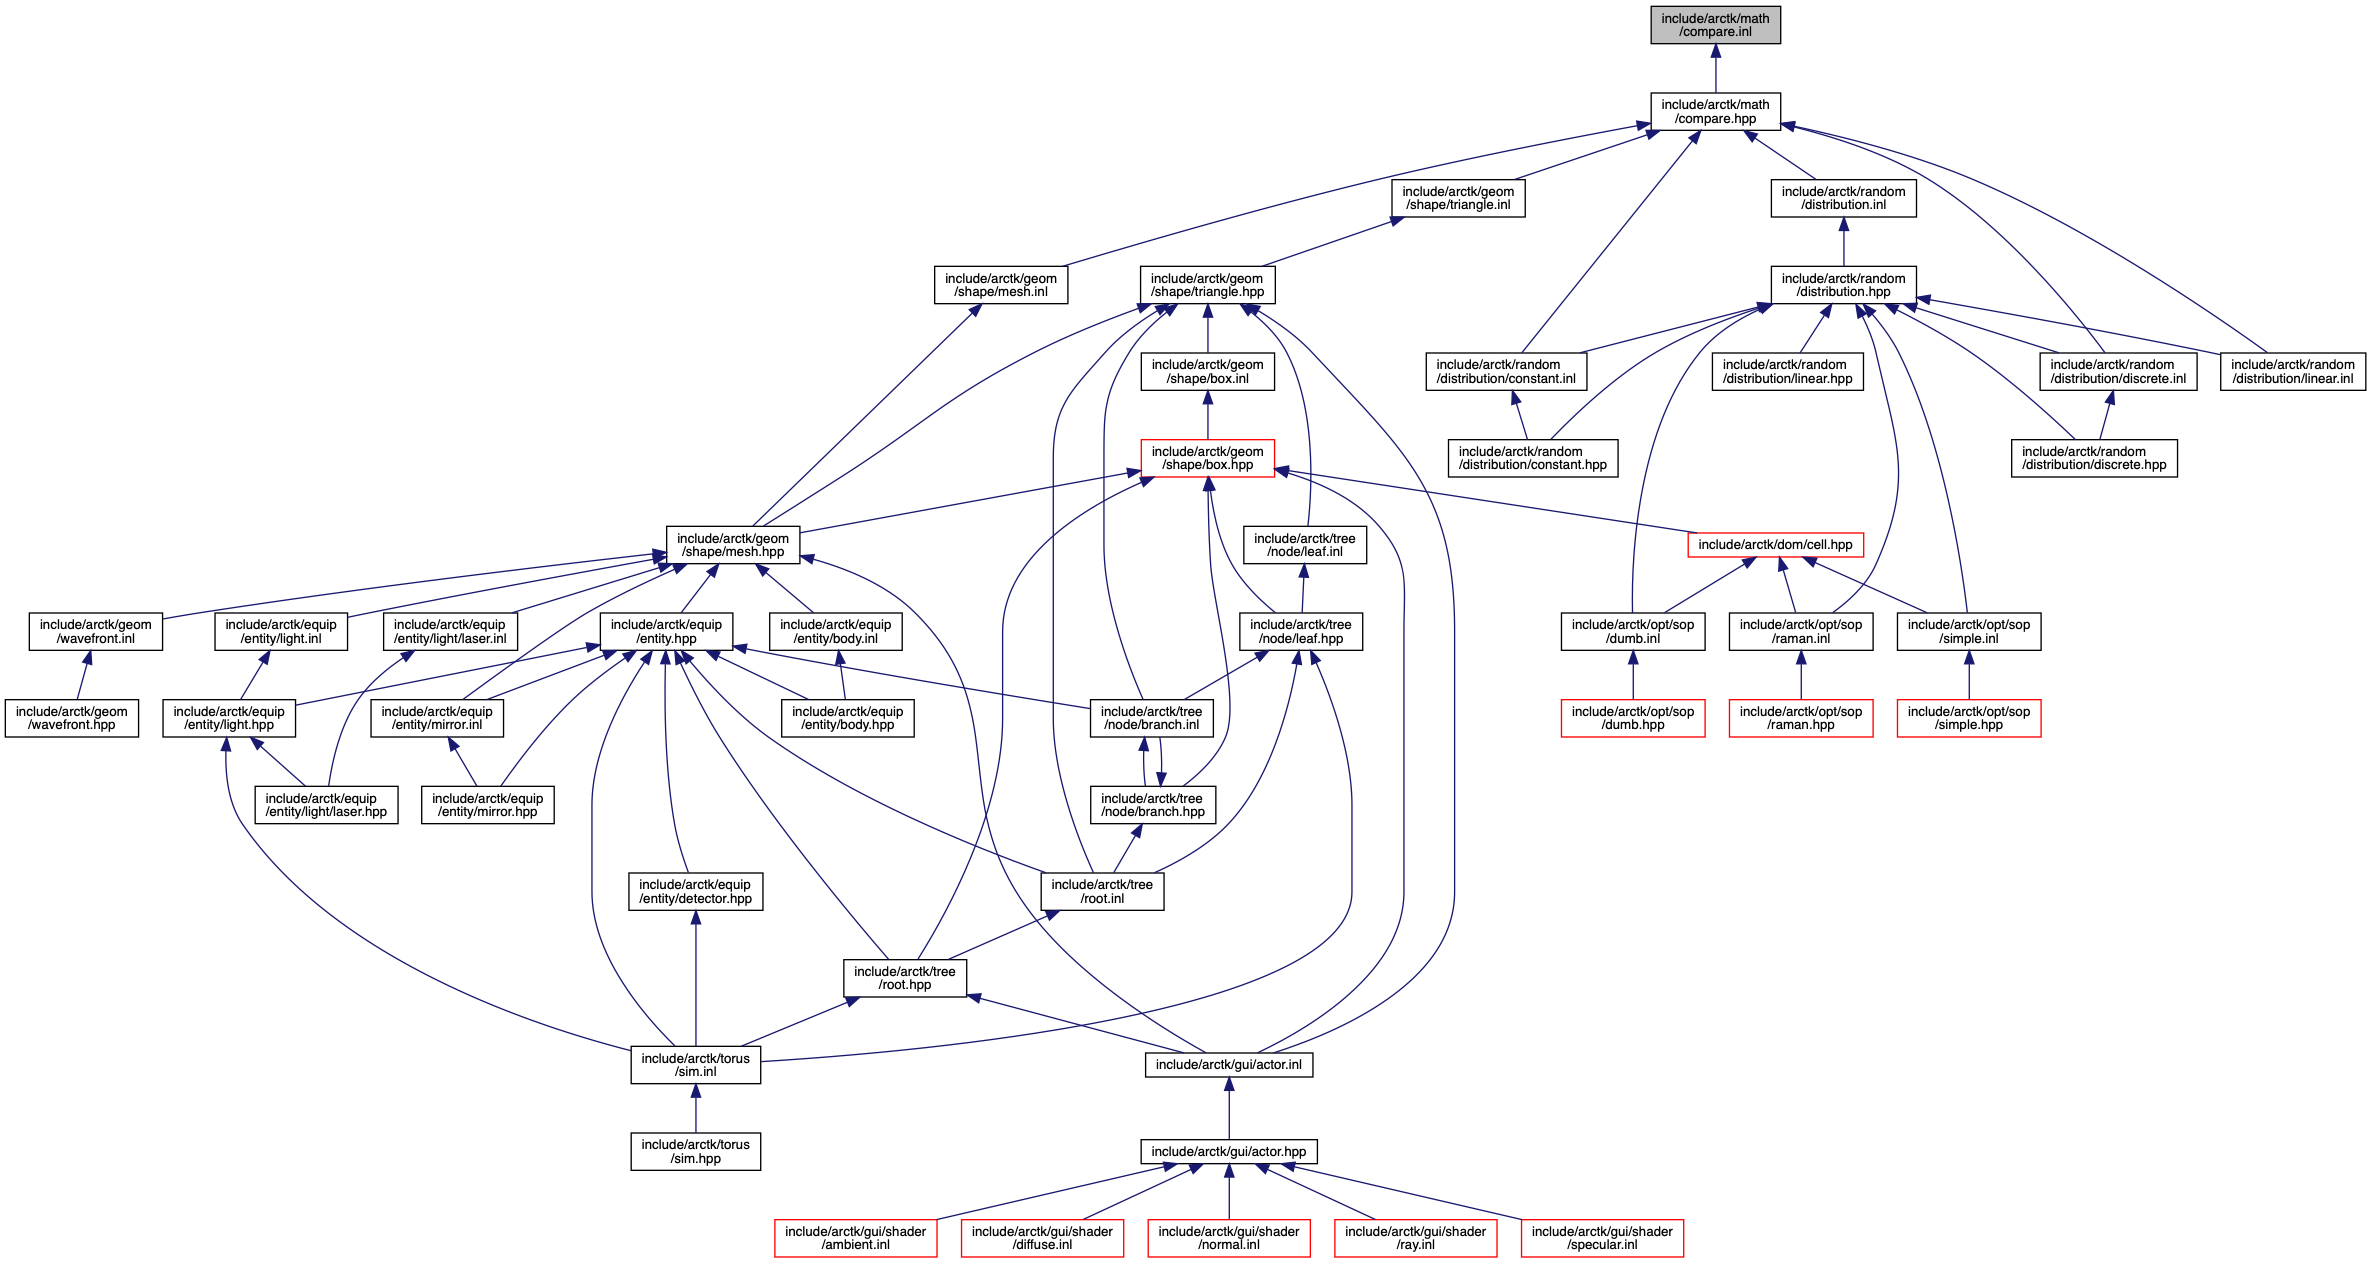 include/arctk/math
/compare.inl
include/arctk/math
/compare.hpp
include/arctk/geom
/shape/triangle.inl
include/arctk/random
/distribution.inl
include/arctk/geom
/shape/mesh.inl
include/arctk/geom
/shape/triangle.hpp
include/arctk/random
/distribution.hpp
include/arctk/geom
/shape/box.inl
include/arctk/random
/distribution/constant.inl
include/arctk/random
/distribution/linear.hpp
include/arctk/random
/distribution/discrete.inl
include/arctk/random
/distribution/linear.inl
include/arctk/geom
/shape/box.hpp
include/arctk/random
/distribution/constant.hpp
include/arctk/random
/distribution/discrete.hpp
include/arctk/geom
/shape/mesh.hpp
include/arctk/tree
/node/leaf.inl
include/arctk/dom/cell.hpp
include/arctk/geom
/wavefront.inl
include/arctk/equip
/entity/light.inl
include/arctk/equip
/entity/light/laser.inl
include/arctk/equip
/entity.hpp
include/arctk/equip
/entity/body.inl
include/arctk/tree
/node/leaf.hpp
include/arctk/opt/sop
/dumb.inl
include/arctk/opt/sop
/raman.inl
include/arctk/opt/sop
/simple.inl
include/arctk/geom
/wavefront.hpp
include/arctk/equip
/entity/light.hpp
include/arctk/equip
/entity/mirror.inl
include/arctk/equip
/entity/body.hpp
include/arctk/tree
/node/branch.inl
include/arctk/opt/sop
/dumb.hpp
include/arctk/opt/sop
/raman.hpp
include/arctk/opt/sop
/simple.hpp
include/arctk/equip
/entity/light/laser.hpp
include/arctk/equip
/entity/mirror.hpp
include/arctk/tree
/node/branch.hpp
include/arctk/equip
/entity/detector.hpp
include/arctk/tree
/root.inl
include/arctk/tree
/root.hpp
include/arctk/torus
/sim.inl
include/arctk/gui/actor.inl
include/arctk/torus
/sim.hpp
include/arctk/gui/actor.hpp
include/arctk/gui/shader
/ambient.inl
include/arctk/gui/shader
/diffuse.inl
include/arctk/gui/shader
/normal.inl
include/arctk/gui/shader
/ray.inl
include/arctk/gui/shader
/specular.inl